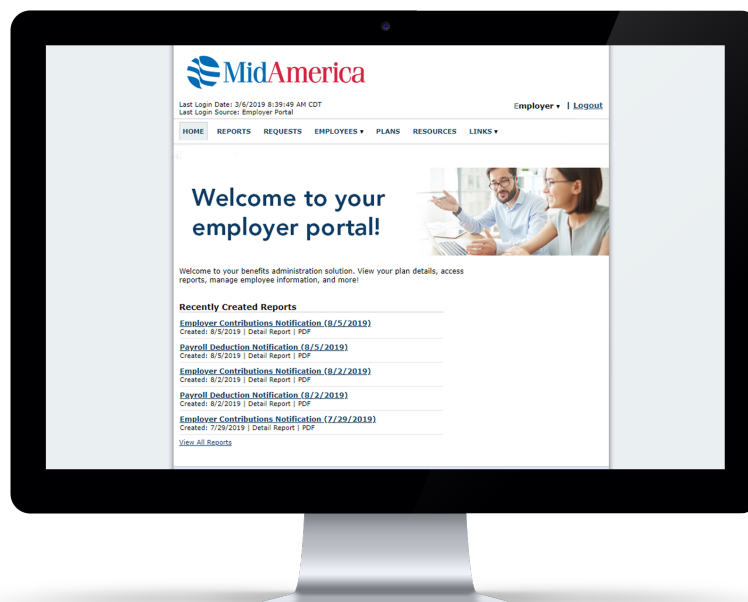 MidAmerica
Last Login Date: 3/6/2019 8:39:49 AM CDT
Last Login Source: Employer Portal
Employer ▾ | Logout
HOME REPORTS REQUESTS EMPLOYEES ▾ PLANS RESOURCES LINKS ▾
Welcome to your
employer portal!
Welcome to your benefits administration solution. View your plan details, access
reports, manage employee information, and more!
Recently Created Reports
Employer Contributions Notification (8/5/2019)
Created: 8/5/2019 | Detail Report | PDF
Payroll Deduction Notification (8/5/2019)
Created: 8/5/2019 | Detail Report | PDF
Employer Contributions Notification (8/2/2019)
Created: 8/2/2019 | Detail Report | PDF
Payroll Deduction Notification (8/2/2019)
Created: 8/2/2019 | Detail Report | PDF
Employer Contributions Notification (7/29/2019)
Created: 7/29/2019 | Detail Report | PDF
View All Reports